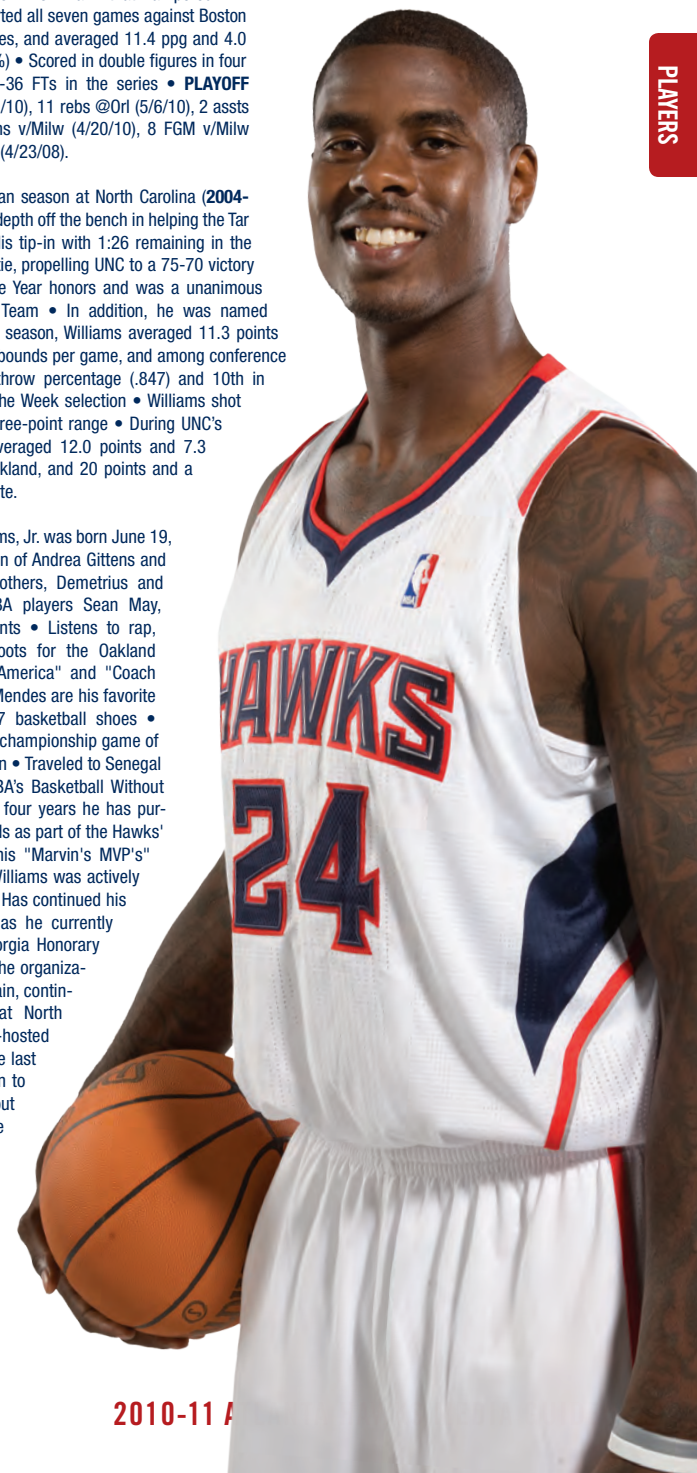 rted all seven games against Boston
es, and averaged 11.4 ppg and 4.0
%) • Scored in double figures in four
-36 FTs in the series • PLAYOFF
/10), 11 rebs @Orl (5/6/10), 2 assts
ns v/Milw (4/20/10), 8 FGM v/Milw
(4/23/08).
an season at North Carolina (2004-
depth off the bench in helping the Tar
His tip-in with 1:26 remaining in the
tie, propelling UNC to a 75-70 victory
e Year honors and was a unanimous
Team • In addition, he was named
season, Williams averaged 11.3 points
bounds per game, and among conference
throw percentage (.847) and 10th in
he Week selection • Williams shot
ree-point range • During UNC's
veraged 12.0 points and 7.3
kland, and 20 points and a
te.
ms, Jr. was born June 19,
n of Andrea Gittens and
others, Demetrius and
BA players Sean May,
nts • Listens to rap,
oots for the Oakland
America" and "Coach
Mendes are his favorite
7 basketball shoes •
championship game of
n • Traveled to Senegal
BA's Basketball Without
four years he has pur-
ds as part of the Hawks'
his "Marvin's MVP's"
Williams was actively
Has continued his
as he currently
orgia Honorary
he organiza-
ain, contin-
at North
-hosted
e last
n to
out
e
PLAYERS
NBA
HAWKS
24
2010-11 A